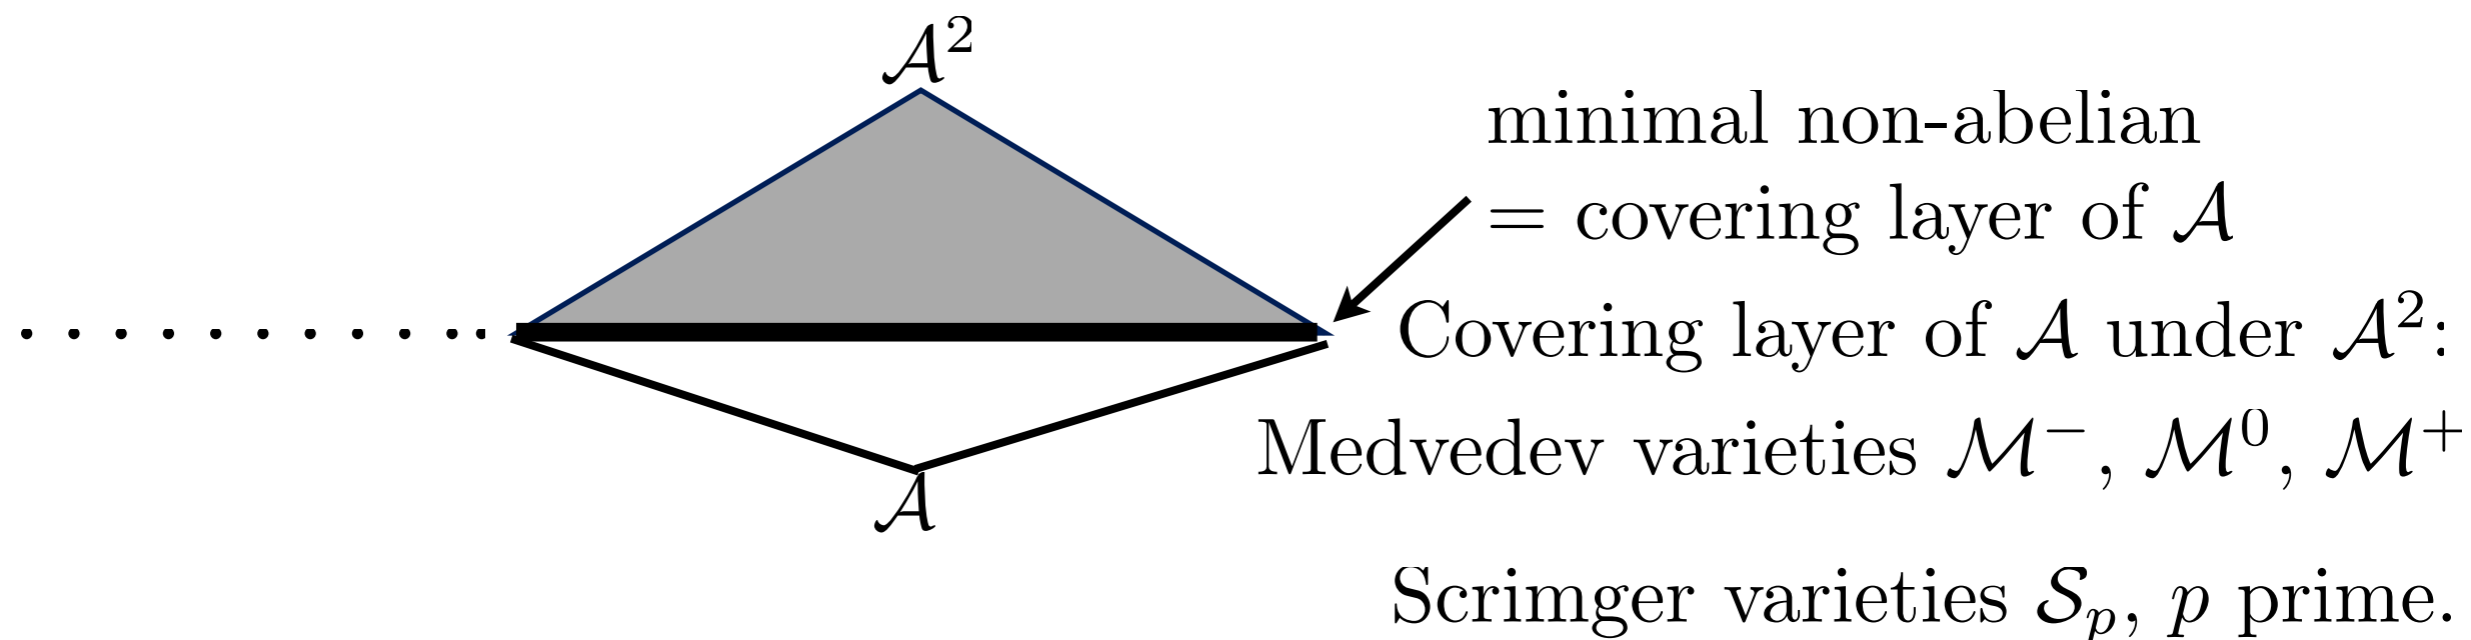 𝒜²
minimal non-abelian
= covering layer of 𝒜
Covering layer of 𝒜 under 𝒜²:
Medvedev varieties ℳ⁻, ℳ⁰, ℳ⁺
𝒜
Scrimger varieties 𝒮ₚ, p prime.